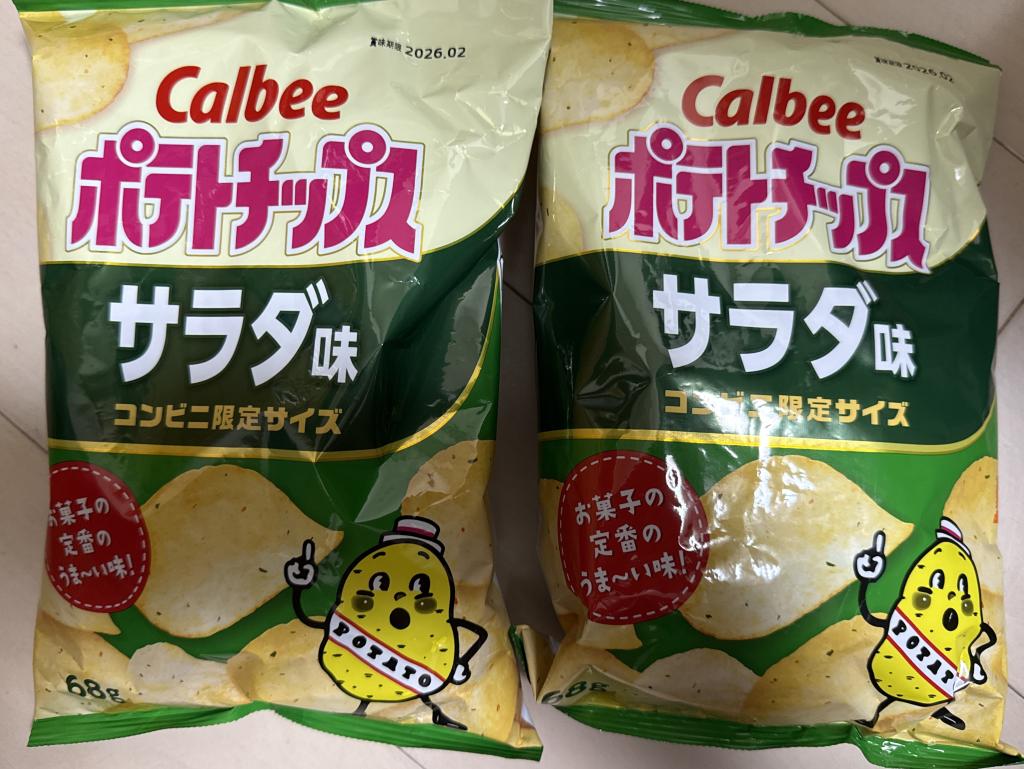 賞味期限 2026.02
Calbee
ポテトチップス
サラダ味
コンビニ限定サイズ
お菓子の
定番の
うま〜い味!
POTATO
68g
賞味期限 2026.02
Calbee
ポテトチップス
サラダ味
コンビニ限定サイズ
お菓子の
定番の
うま〜い味!
POTAT
68g